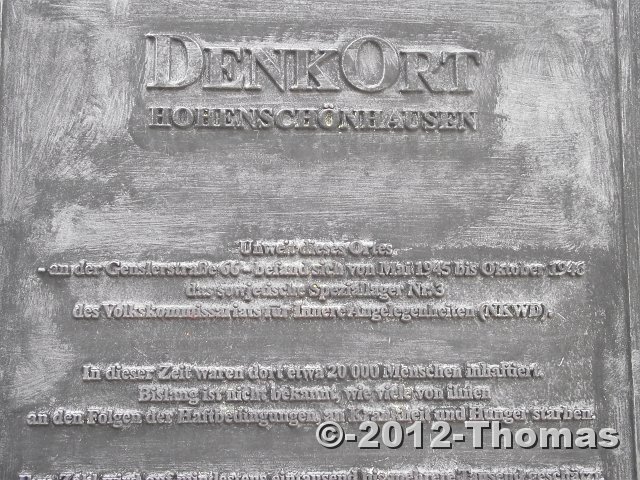 DENKORT
HOHENSCHÖNHAUSEN
Unweit dieses Ortes,
- an der Genslerstraße 66 - befand sich von Mai 1945 bis Oktober 1946
das sowjetische Speziallager Nr. 3
des Volkskommissariats für Innere Angelegenheiten (NKWD).
In dieser Zeit waren dort etwa 20 000 Menschen inhaftiert.
Bislang ist nicht bekannt, wie viele von ihnen
an den Folgen der Haftbedingungen, an Krankheit und Hunger starben.
©-2012-Thomas